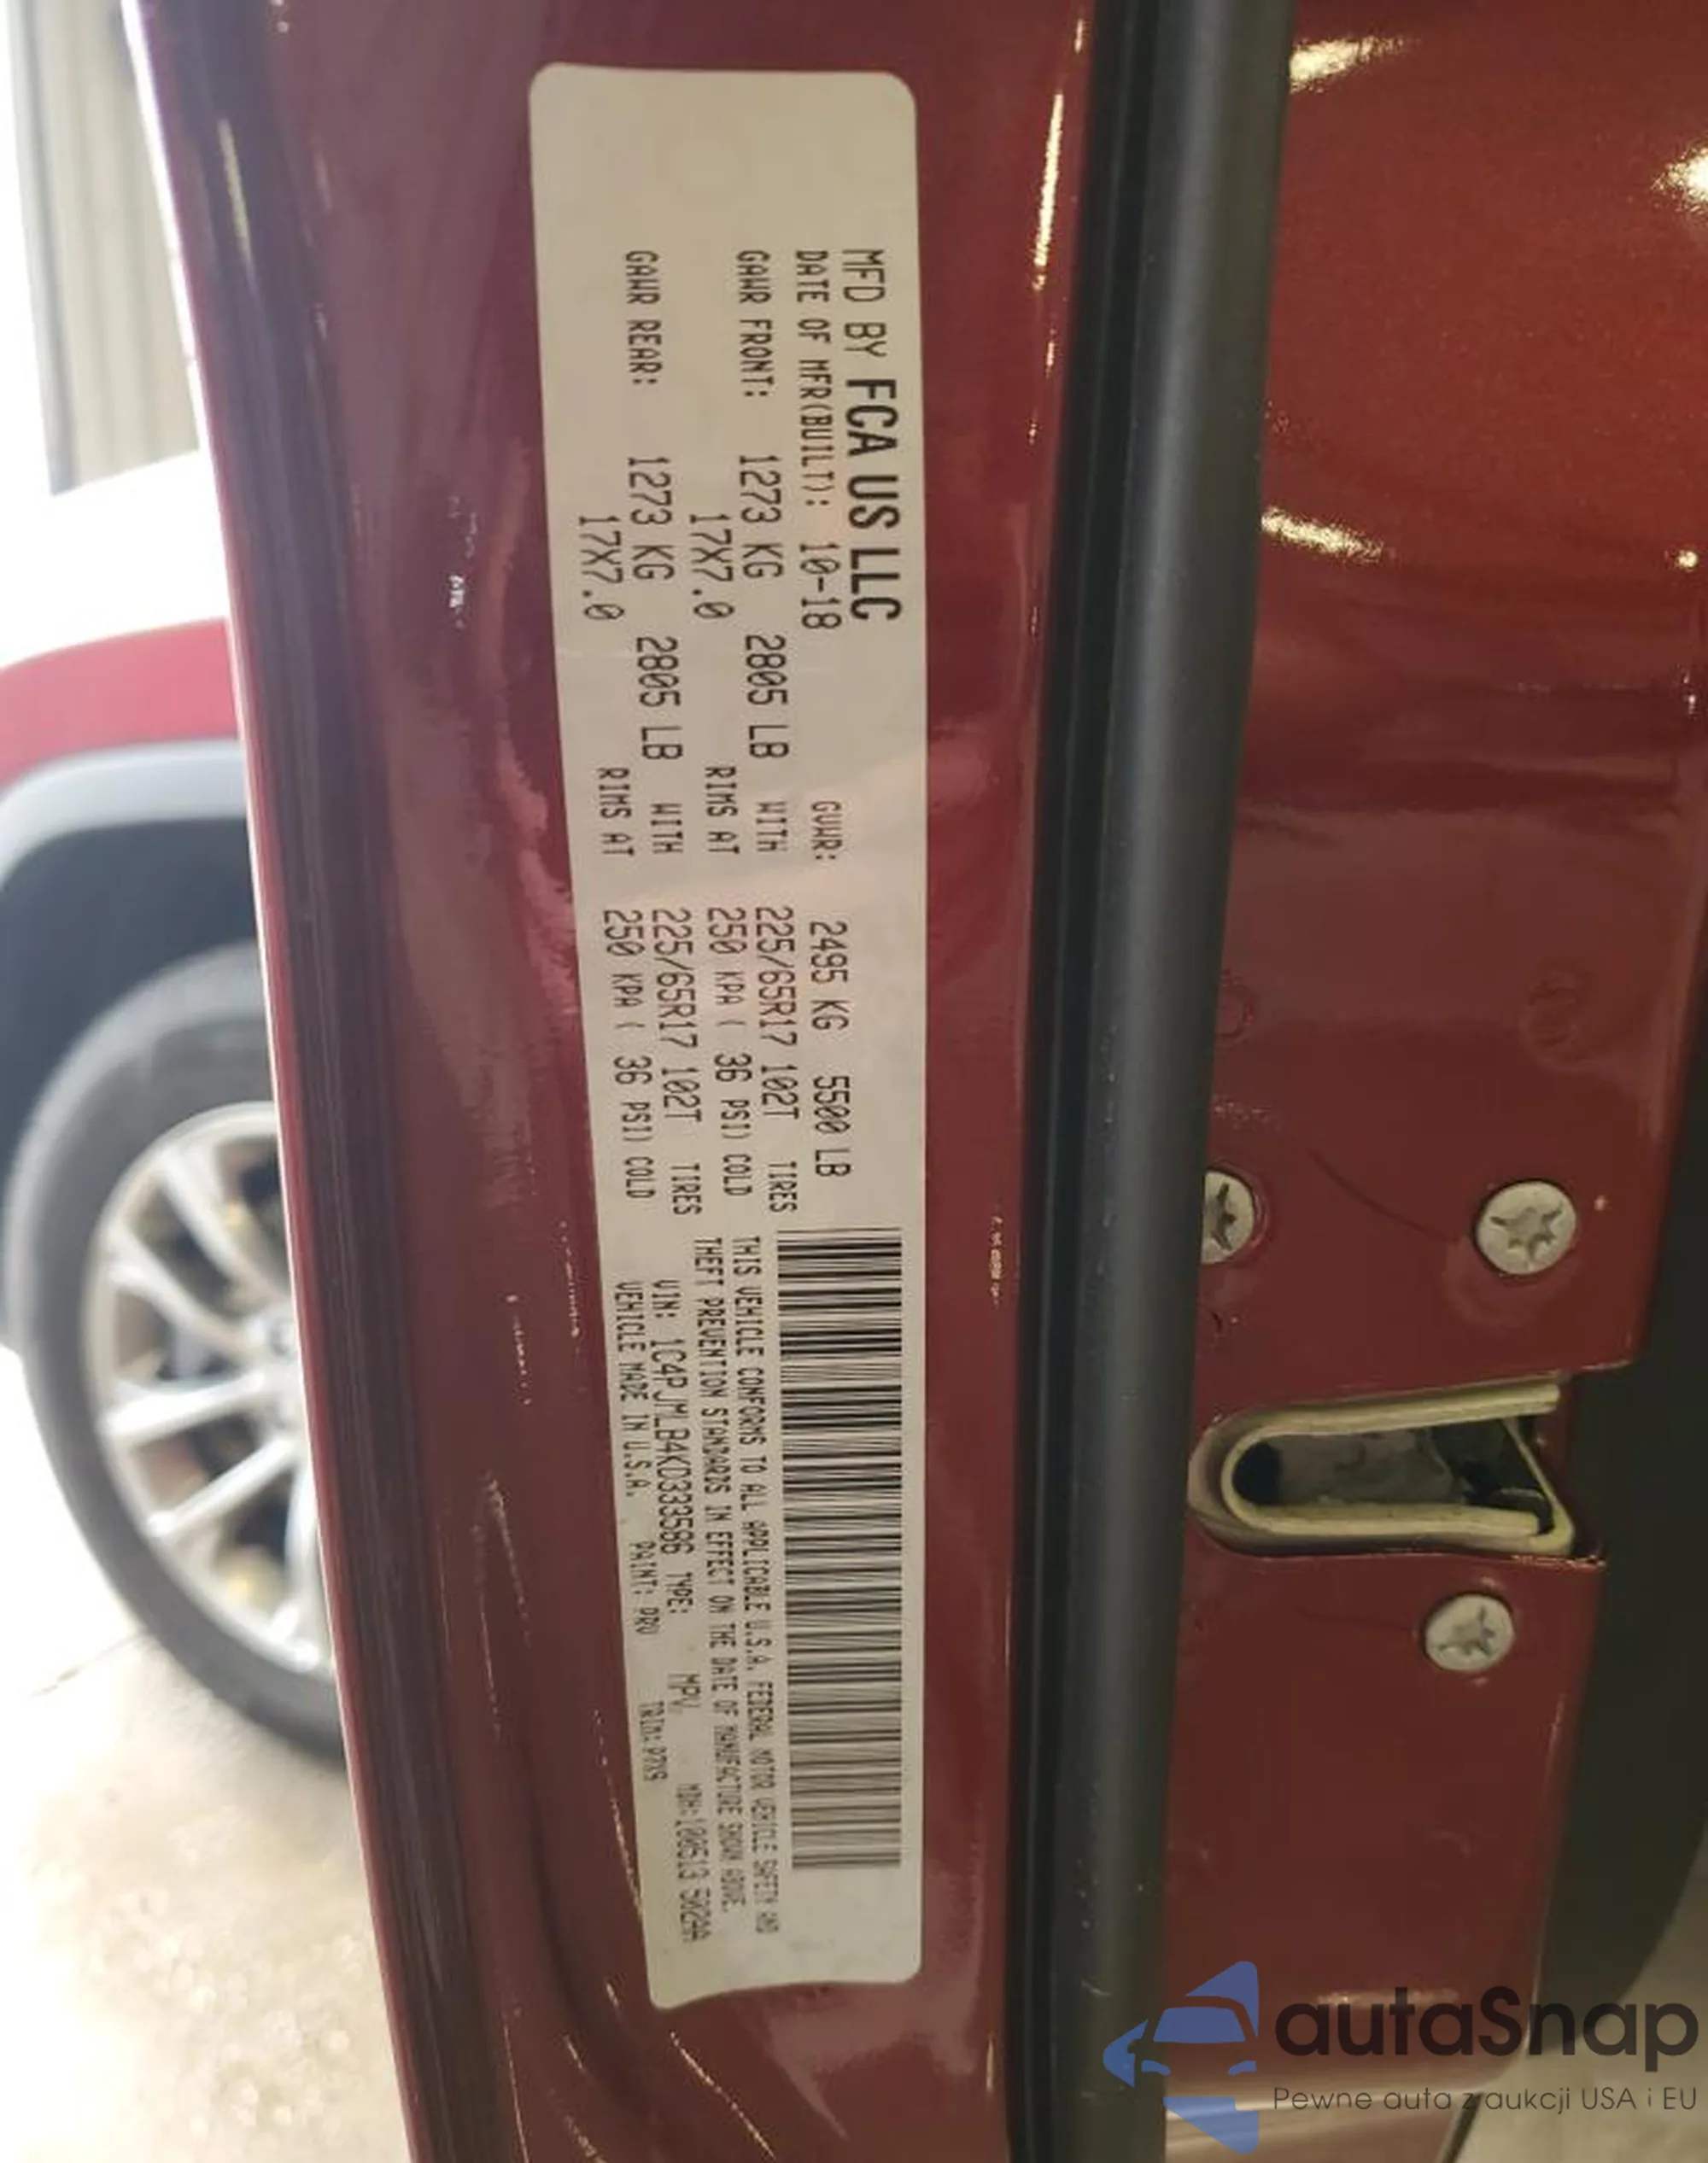 MFD BY FCA US LLC
DATE OF MFR(BUILT): 10-18 GVWR: 2495 KG 5500 LB
GAWR FRONT: 1273 KG 2805 LB WITH 225/65R17 102T TIRES
17X7.0 RIMS AT 250 KPA ( 36 PSI) COLD
GAWR REAR: 1273 KG 2805 LB WITH 225/65R17 102T TIRES
17X7.0 RIMS AT 250 KPA ( 36 PSI) COLD
THIS VEHICLE CONFORMS TO ALL APPLICABLE U.S.A. FEDERAL MOTOR VEHICLE SAFETY AND
THEFT PREVENTION STANDARDS IN EFFECT ON THE DATE OF MANUFACTURE SHOWN ABOVE.
VIN: 1C4PJMLB4KD333586 TYPE: MPV MDH: 100513 502AA
VEHICLE MADE IN U.S.A. PAINT: PRV TRIM:
autaSnap
Pewne auta z aukcji USA i EU